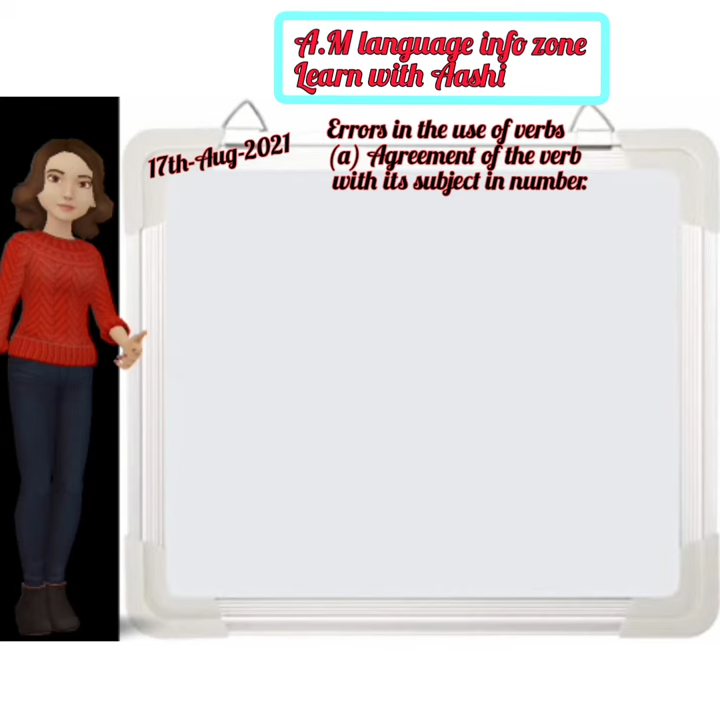 A.M language info zone
Learn with Aashi
17th-Aug-2021
Errors in the use of verbs
(a) Agreement of the verb
with its subject in number.